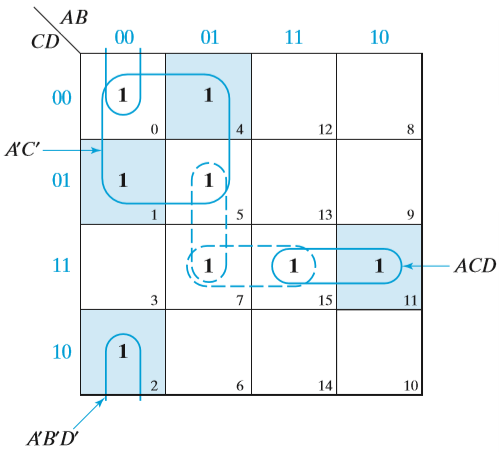 AB
CD
00 01 11 10
00 1 1
0 4 12 8
A'C'
01 1 1
1 5 13 9
11 1 1 1 ACD
3 7 15 11
10 1
2 6 14 10
A'B'D'